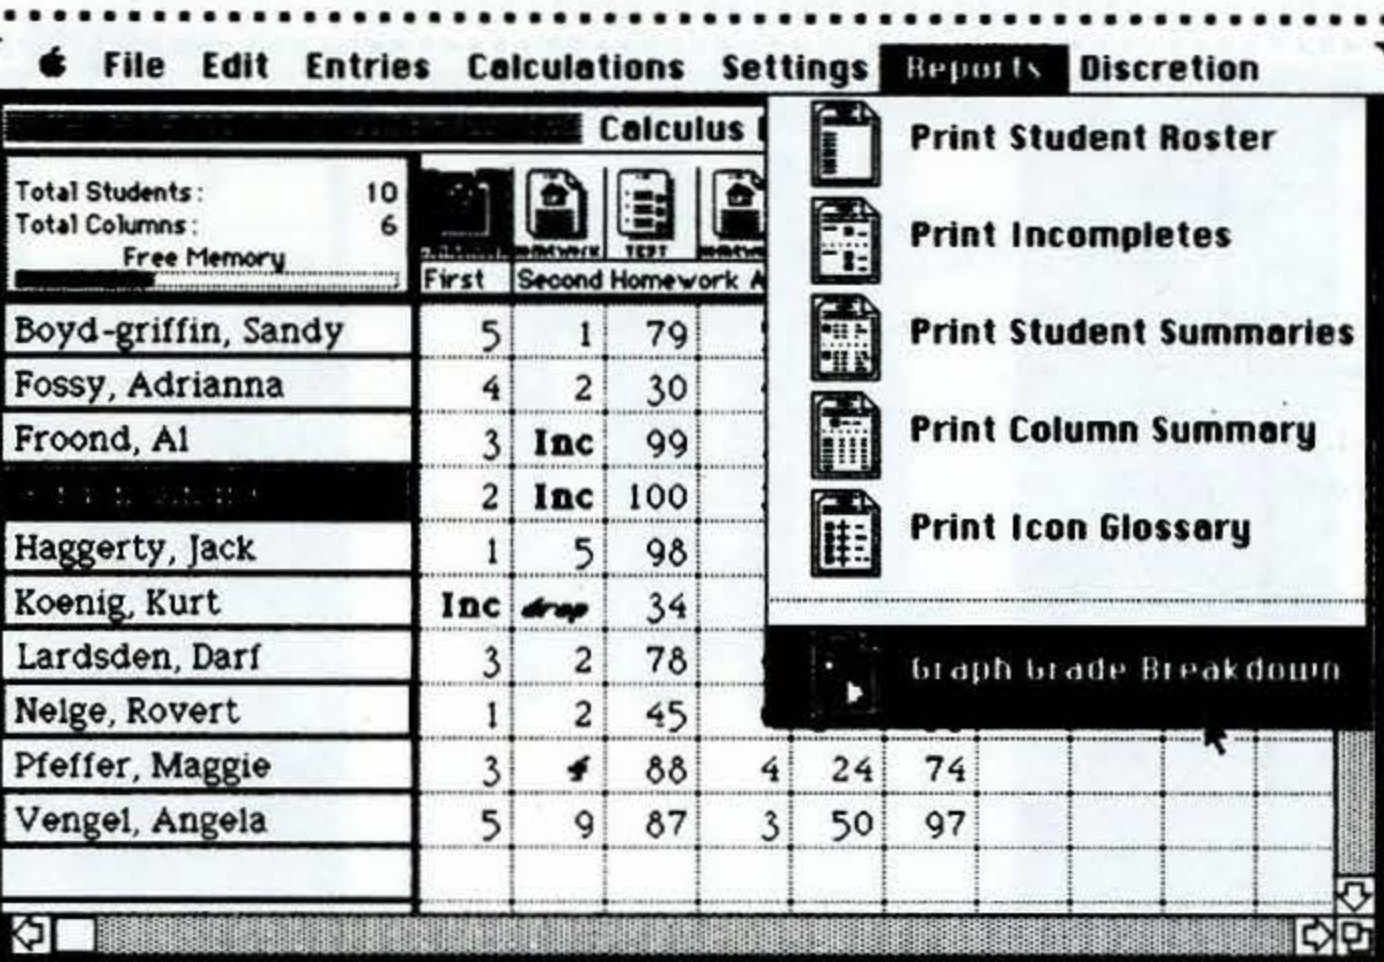 File Edit Entries Calculations Settings Reports Discretion
Calculus
Total Students: 10
Total Columns: 6
Free Memory
HOMEWORK TEST HOMEWORK
First Second Homework A
Boyd-griffin, Sandy 5 1 79
Fossy, Adrianna 4 2 30
Froond, Al 3 Inc 99
2 Inc 100
Haggerty, Jack 1 5 98
Koenig, Kurt Inc drop 34
Lardsden, Darf 3 2 78
Nelge, Rovert 1 2 45
Pfeffer, Maggie 3 4 88 4 24 74
Vengel, Angela 5 9 87 3 50 97
Print Student Roster
Print Incompletes
Print Student Summaries
Print Column Summary
Print Icon Glossary
Graph Grade Breakdown